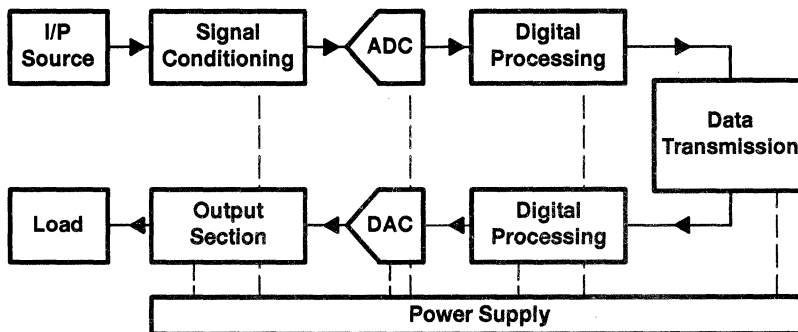 I/P
Source
Signal
Conditioning
ADC
Digital
Processing
Data
Transmission
Load
Output
Section
DAC
Digital
Processing
Power Supply